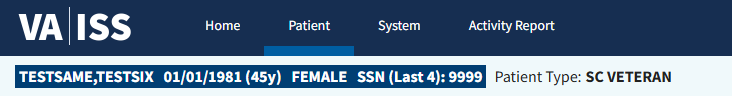 VA ISS Home Patient System Activity Report
TESTSAME,TESTSIX 01/01/1981 (45y) FEMALE SSN (Last 4): 9999 Patient Type: SC VETERAN